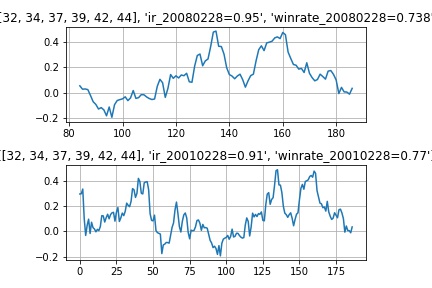 [32, 34, 37, 39, 42, 44], 'ir_20080228=0.95', 'winrate_20080228=0.738'
0.4
0.2
0.0
−0.2
80 100 120 140 160 180
[[32, 34, 37, 39, 42, 44], 'ir_20010228=0.91', 'winrate_20010228=0.77']
0.4
0.2
0.0
−0.2
0 25 50 75 100 125 150 175